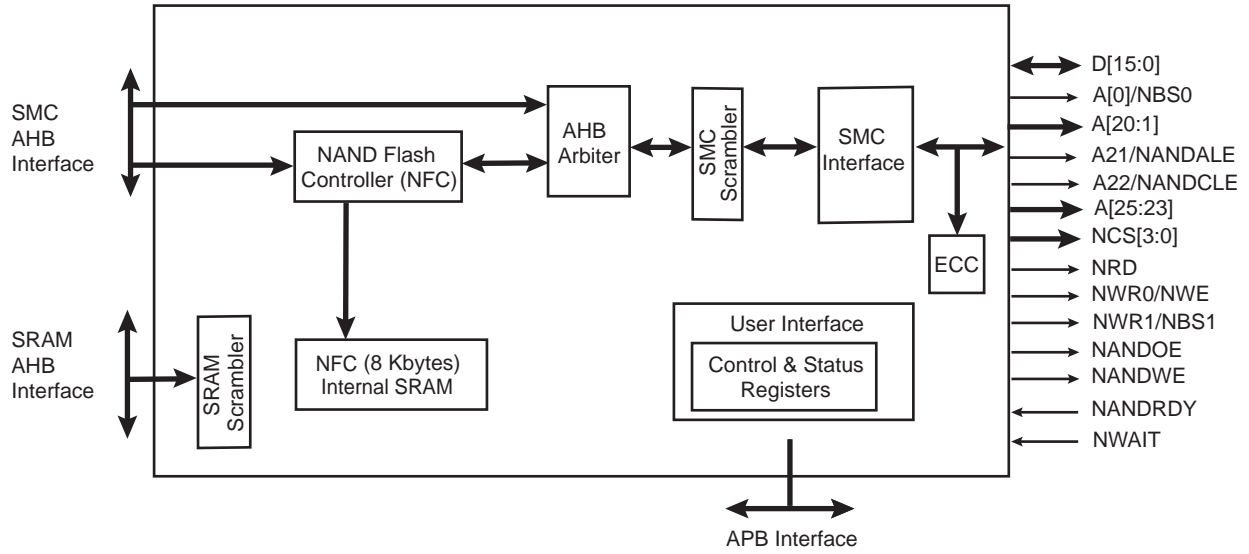 SMC
AHB
Interface
NAND Flash
Controller (NFC)
AHB
Arbiter
SMC
Scrambler
SMC
Interface
ECC
D[15:0]
A[0]/NBS0
A[20:1]
A21/NANDALE
A22/NANDCLE
A[25:23]
NCS[3:0]
NRD
NWR0/NWE
NWR1/NBS1
NANDOE
NANDWE
NANDRDY
NWAIT
SRAM
AHB
Interface
SRAM
Scrambler
NFC (8 Kbytes)
Internal SRAM
User Interface
Control & Status
Registers
APB Interface